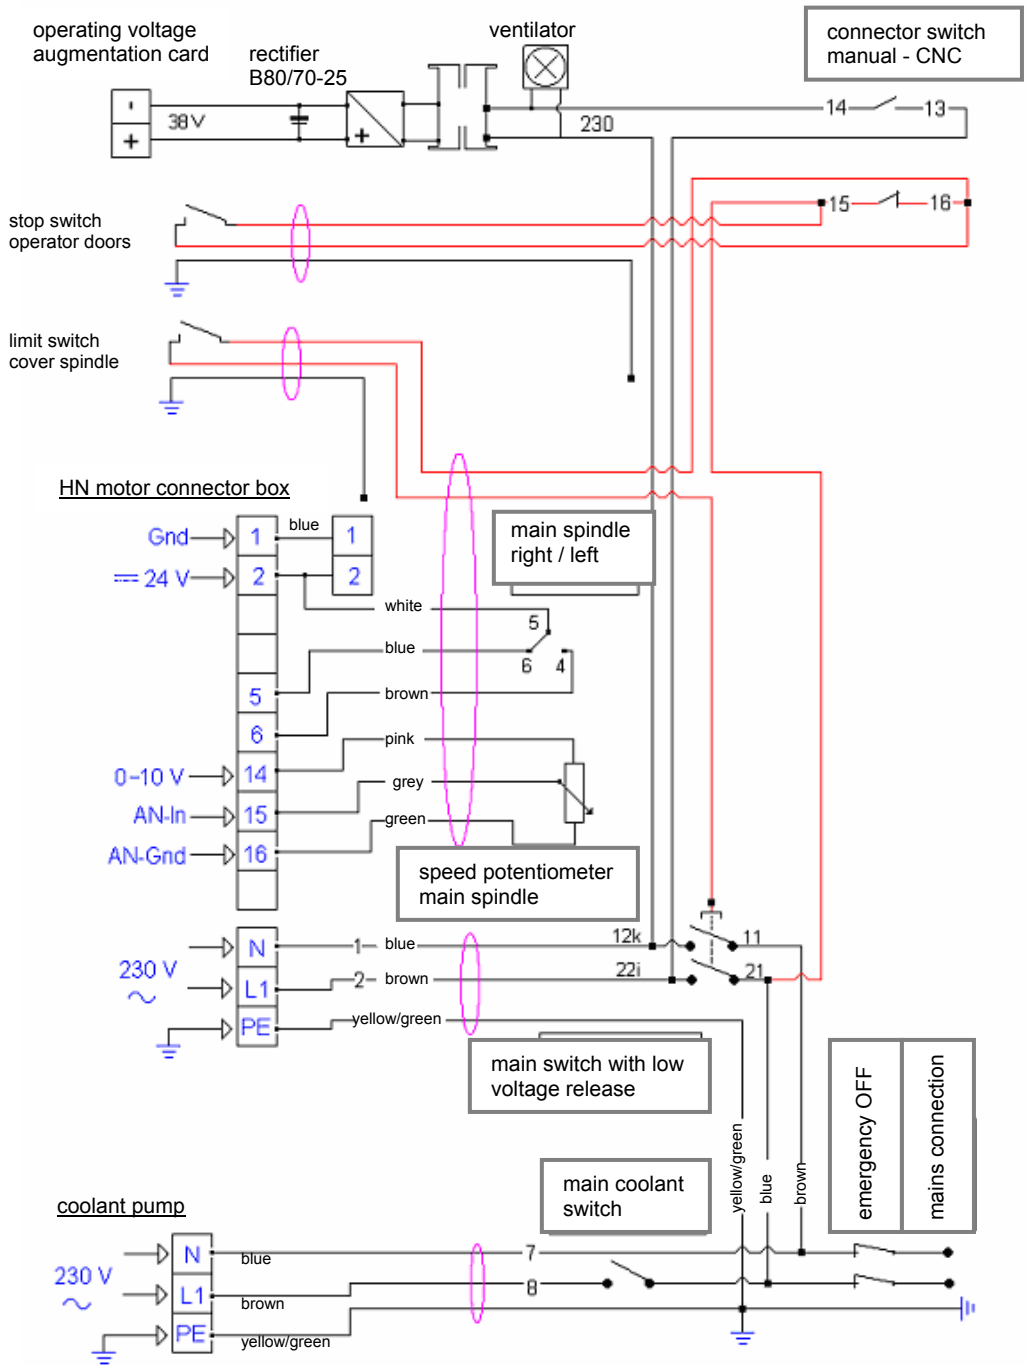 operating voltage
augmentation card
rectifier
B80/70-25
ventilator
connector switch
manual - CNC
-
+
38V
+
230
14
13
15
16
stop switch
operator doors
limit switch
cover spindle
HN motor connector box
main spindle
right / left
Gnd
1
blue
1
24 V
2
2
white
5
blue
6
4
5
brown
6
pink
0-10 V
14
grey
AN-In
15
green
AN-Gnd
16
speed potentiometer
main spindle
N
1
blue
12k
11
230 V
L1
2
brown
22i
21
PE
yellow/green
main switch with low
voltage release
emergency OFF
mains connection
yellow/green
blue
brown
main coolant
switch
coolant pump
N
blue
7
230 V
L1
brown
8
PE
yellow/green